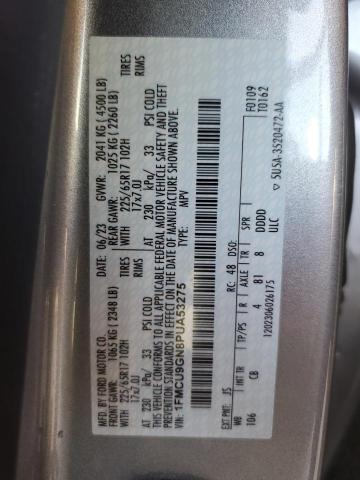 MFD. BY FORD MOTOR CO.
DATE: 06/23 GVWR: 2041 KG ( 4500 LB)
FRONT GAWR: 1065 KG ( 2348 LB) REAR GAWR: 1025 KG ( 2260 LB)
WITH 225/65R17 102H TIRES WITH 225/65R17 102H TIRES
17x7.0J RIMS 17x7.0J RIMS
AT 230 kPa/ 33 PSI COLD AT 230 kPa/ 33 PSI COLD
THIS VEHICLE CONFORMS TO ALL APPLICABLE FEDERAL MOTOR VEHICLE SAFETY AND THEFT
PREVENTION STANDARDS IN EFFECT ON THE DATE OF MANUFACTURE SHOWN ABOVE.
VIN: 1FMCU9GN8PUA53275 TYPE: MPV
F0109
T0162
EXT PNT: JS RC: 48 DSO:
WB INT TR TP/PS R AXLE TR SPR
106 CB 4 81 8 DDDD
ULC
1202306026175 5U5A-3520472-AA